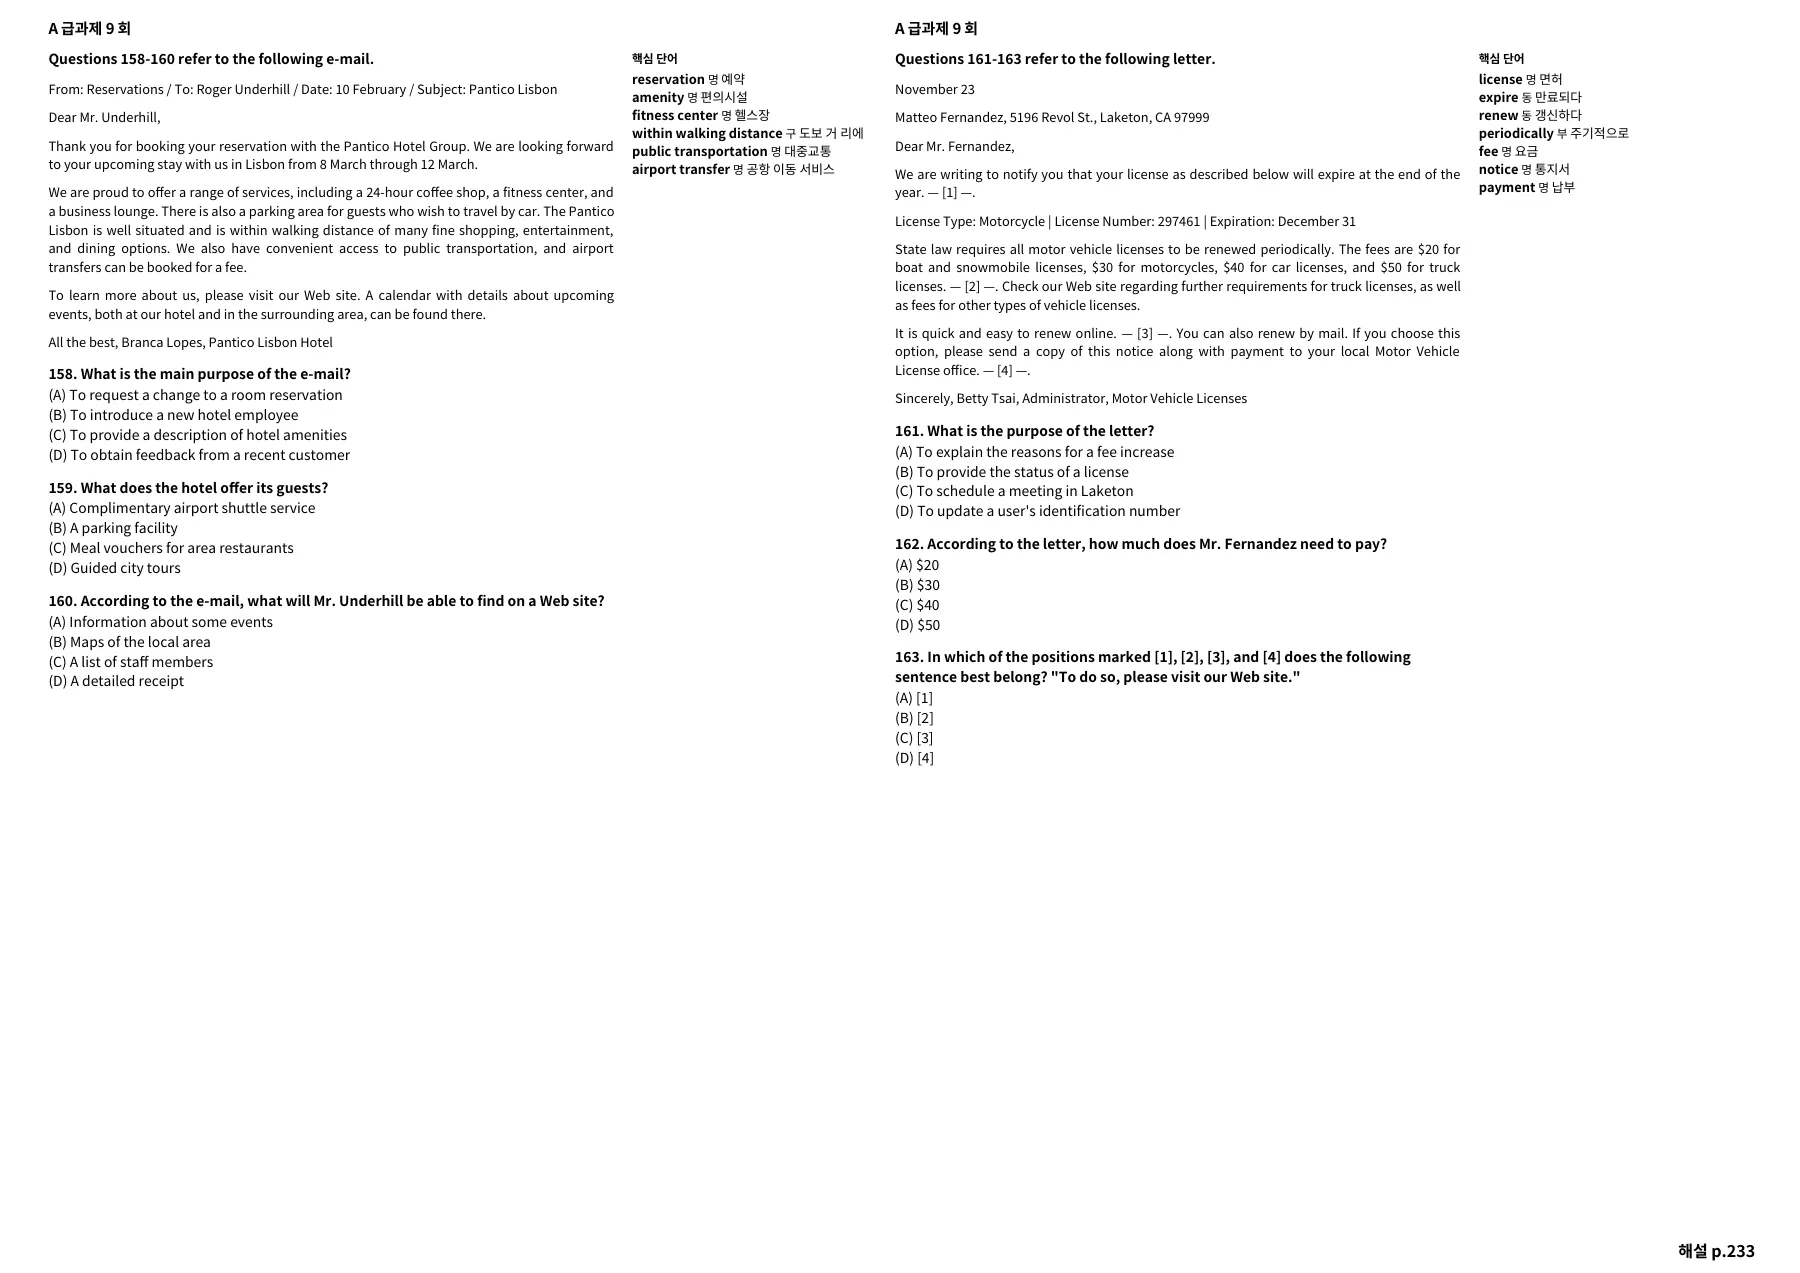 A 급과제 9 회
Questions 158-160 refer to the following e-mail.
From: Reservations / To: Roger Underhill / Date: 10 February / Subject: Pantico Lisbon
Dear Mr. Underhill,
Thank you for booking your reservation with the Pantico Hotel Group. We are looking forward
to your upcoming stay with us in Lisbon from 8 March through 12 March.
We are proud to offer a range of services, including a 24-hour coffee shop, a fitness center, and
a business lounge. There is also a parking area for guests who wish to travel by car. The Pantico
Lisbon is well situated and is within walking distance of many fine shopping, entertainment,
and dining options. We also have convenient access to public transportation, and airport
transfers can be booked for a fee.
To learn more about us, please visit our Web site. A calendar with details about upcoming
events, both at our hotel and in the surrounding area, can be found there.
All the best, Branca Lopes, Pantico Lisbon Hotel
158. What is the main purpose of the e-mail?
(A) To request a change to a room reservation
(B) To introduce a new hotel employee
(C) To provide a description of hotel amenities
(D) To obtain feedback from a recent customer
159. What does the hotel offer its guests?
(A) Complimentary airport shuttle service
(B) A parking facility
(C) Meal vouchers for area restaurants
(D) Guided city tours
160. According to the e-mail, what will Mr. Underhill be able to find on a Web site?
(A) Information about some events
(B) Maps of the local area
(C) A list of staff members
(D) A detailed receipt
핵심 단어
reservation 명 예약
amenity 명 편의시설
fitness center 명 헬스장
within walking distance 구 도보 거 리에
public transportation 명 대중교통
airport transfer 명 공항 이동 서비스
A 급과제 9 회
Questions 161-163 refer to the following letter.
November 23
Matteo Fernandez, 5196 Revol St., Laketon, CA 97999
Dear Mr. Fernandez,
We are writing to notify you that your license as described below will expire at the end of the
year. — [1] —.
License Type: Motorcycle | License Number: 297461 | Expiration: December 31
State law requires all motor vehicle licenses to be renewed periodically. The fees are $20 for
boat and snowmobile licenses, $30 for motorcycles, $40 for car licenses, and $50 for truck
licenses. — [2] —. Check our Web site regarding further requirements for truck licenses, as well
as fees for other types of vehicle licenses.
It is quick and easy to renew online. — [3] —. You can also renew by mail. If you choose this
option, please send a copy of this notice along with payment to your local Motor Vehicle
License office. — [4] —.
Sincerely, Betty Tsai, Administrator, Motor Vehicle Licenses
161. What is the purpose of the letter?
(A) To explain the reasons for a fee increase
(B) To provide the status of a license
(C) To schedule a meeting in Laketon
(D) To update a user's identification number
162. According to the letter, how much does Mr. Fernandez need to pay?
(A) $20
(B) $30
(C) $40
(D) $50
163. In which of the positions marked [1], [2], [3], and [4] does the following
sentence best belong? "To do so, please visit our Web site."
(A) [1]
(B) [2]
(C) [3]
(D) [4]
핵심 단어
license 명 면허
expire 동 만료되다
renew 동 갱신하다
periodically 부 주기적으로
fee 명 요금
notice 명 통지서
payment 명 납부
해설 p.233